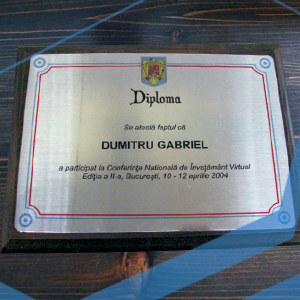 Diploma
Se atestă faptul că
DUMITRU GABRIEL
a participat la Conferinţa Naţională de Învăţământ Virtual
Ediţia a II-a, Bucureşti, 10 - 12 aprilie 2004